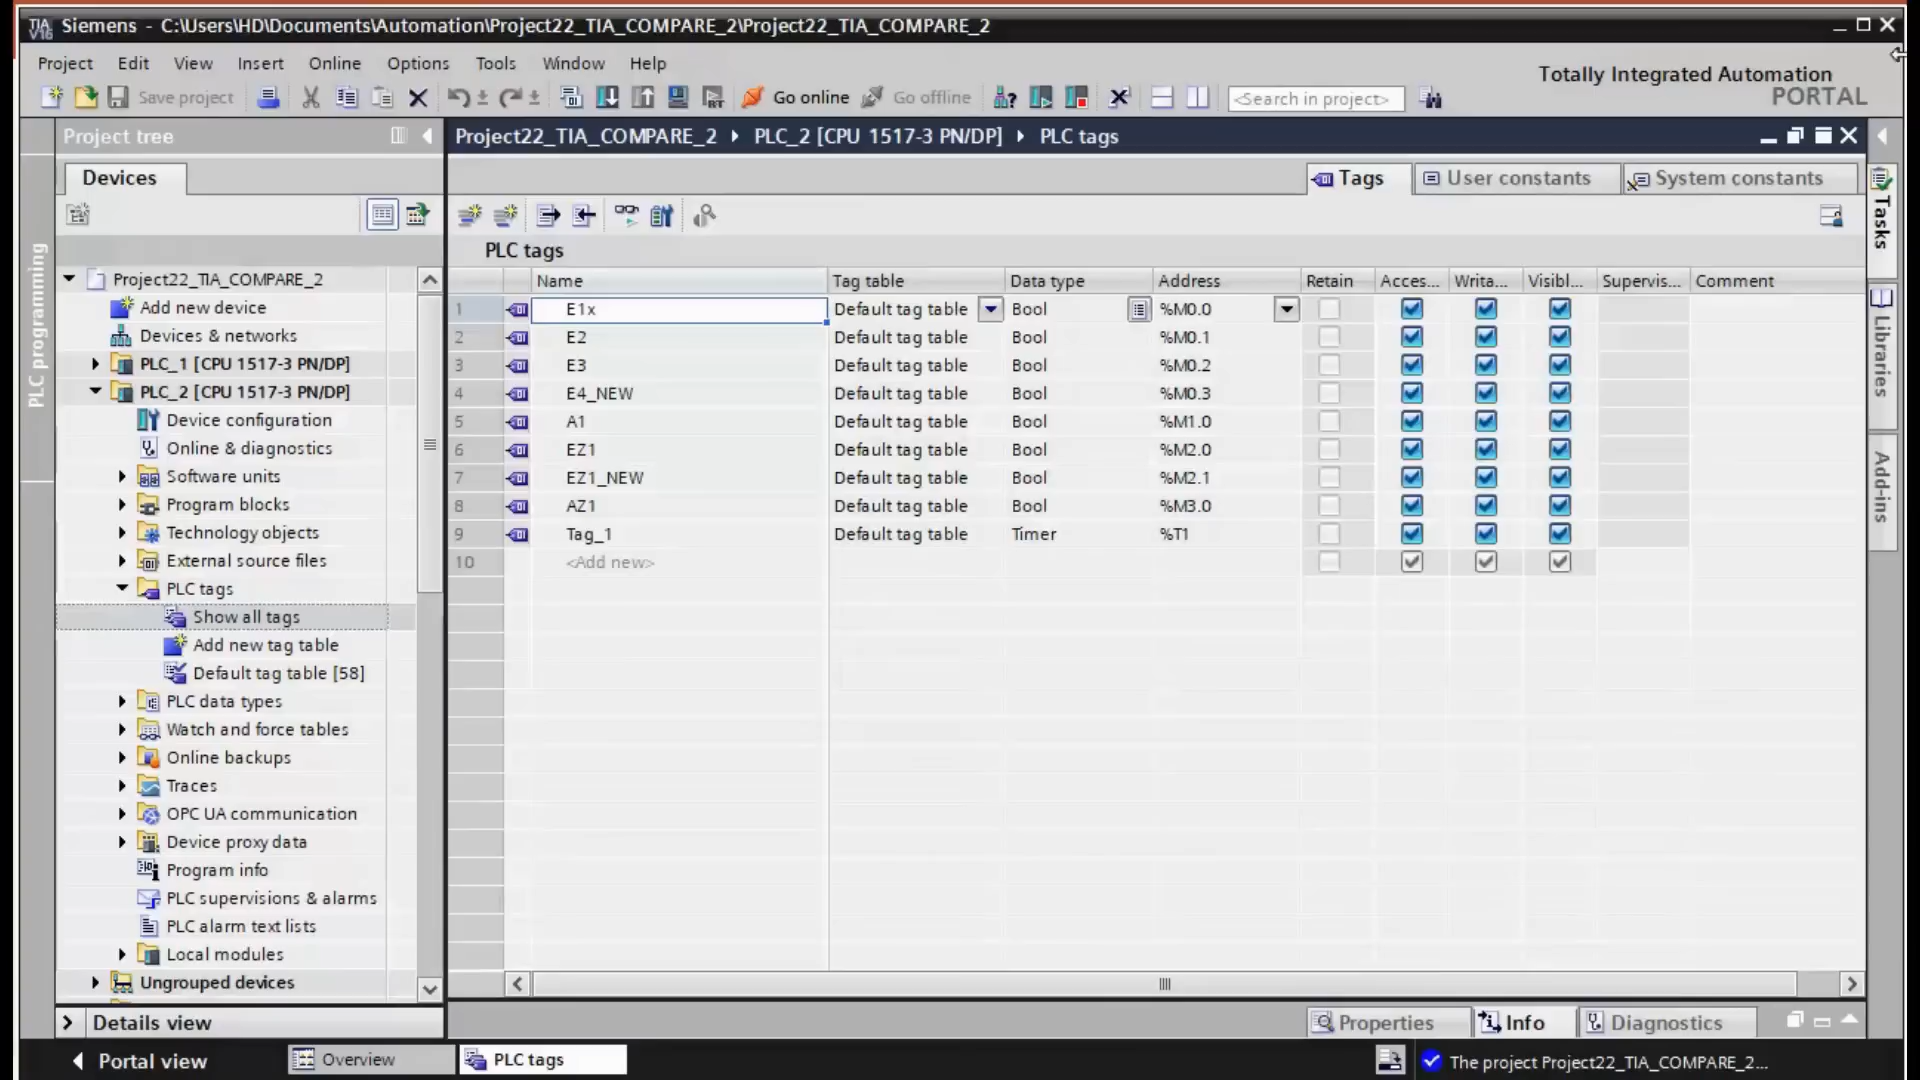 TIA V16 Siemens - C:\Users\HD\Documents\Automation\Project22_TIA_COMPARE_2\Project22_TIA_COMPARE_2
Project Edit View Insert Online Options Tools Window Help
Totally Integrated Automation
PORTAL
Save project Go online Go offline <Search in project>
Project tree
Project22_TIA_COMPARE_2 PLC_2 [CPU 1517-3 PN/DP] PLC tags
Devices
Tags User constants System constants
PLC programming
Tasks
Libraries
Add-ins
PLC tags
Name Tag table Data type Address Retain Acces... Writa... Visibl... Supervis... Comment
1 E1x Default tag table Bool %M0.0
2 E2 Default tag table Bool %M0.1
3 E3 Default tag table Bool %M0.2
4 E4_NEW Default tag table Bool %M0.3
5 A1 Default tag table Bool %M1.0
6 EZ1 Default tag table Bool %M2.0
7 EZ1_NEW Default tag table Bool %M2.1
8 AZ1 Default tag table Bool %M3.0
9 Tag_1 Default tag table Timer %T1
10 <Add new>
Project22_TIA_COMPARE_2
Add new device
Devices & networks
PLC_1 [CPU 1517-3 PN/DP]
PLC_2 [CPU 1517-3 PN/DP]
Device configuration
Online & diagnostics
Software units
Program blocks
Technology objects
External source files
PLC tags
Show all tags
Add new tag table
Default tag table [58]
PLC data types
Watch and force tables
Online backups
Traces
OPC UA communication
Device proxy data
Program info
PLC supervisions & alarms
PLC alarm text lists
Local modules
Ungrouped devices
Details view
Properties Info Diagnostics
Portal view Overview PLC tags The project Project22_TIA_COMPARE_2...